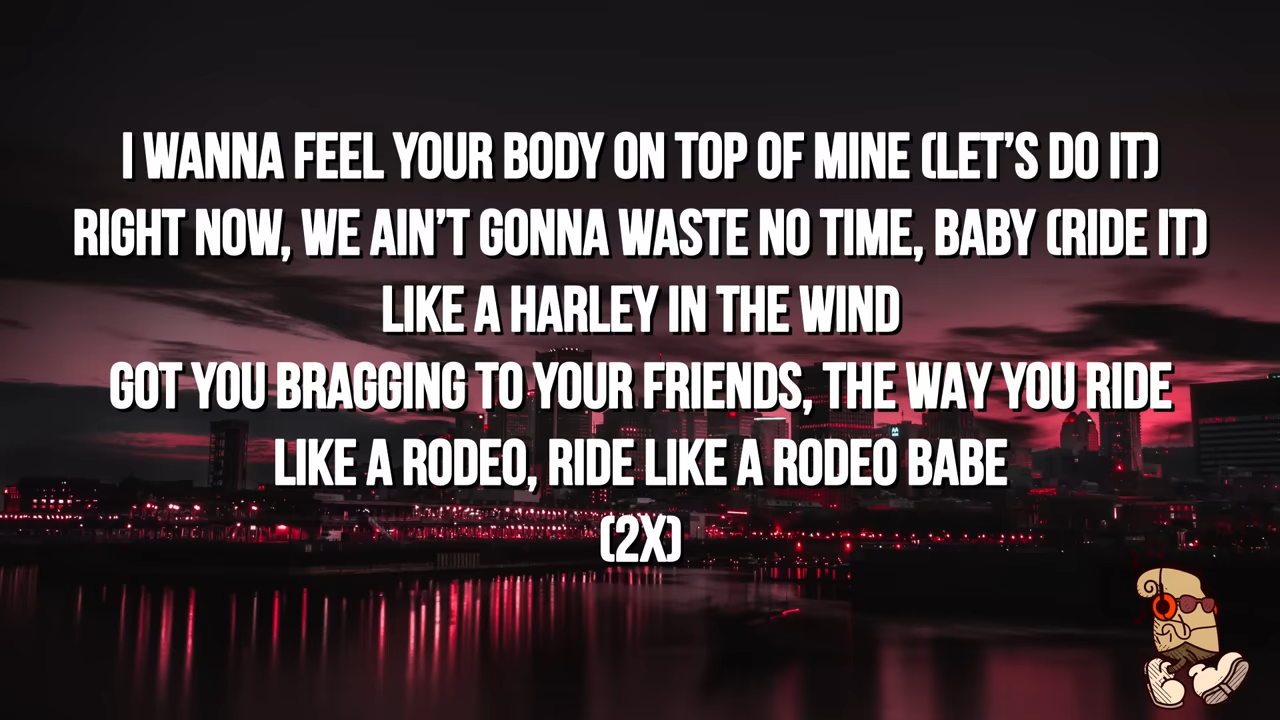 I WANNA FEEL YOUR BODY ON TOP OF MINE (LET'S DO IT)
RIGHT NOW, WE AIN'T GONNA WASTE NO TIME, BABY (RIDE IT)
LIKE A HARLEY IN THE WIND
GOT YOU BRAGGING TO YOUR FRIENDS, THE WAY YOU RIDE
LIKE A RODEO, RIDE LIKE A RODEO BABE
(2X)